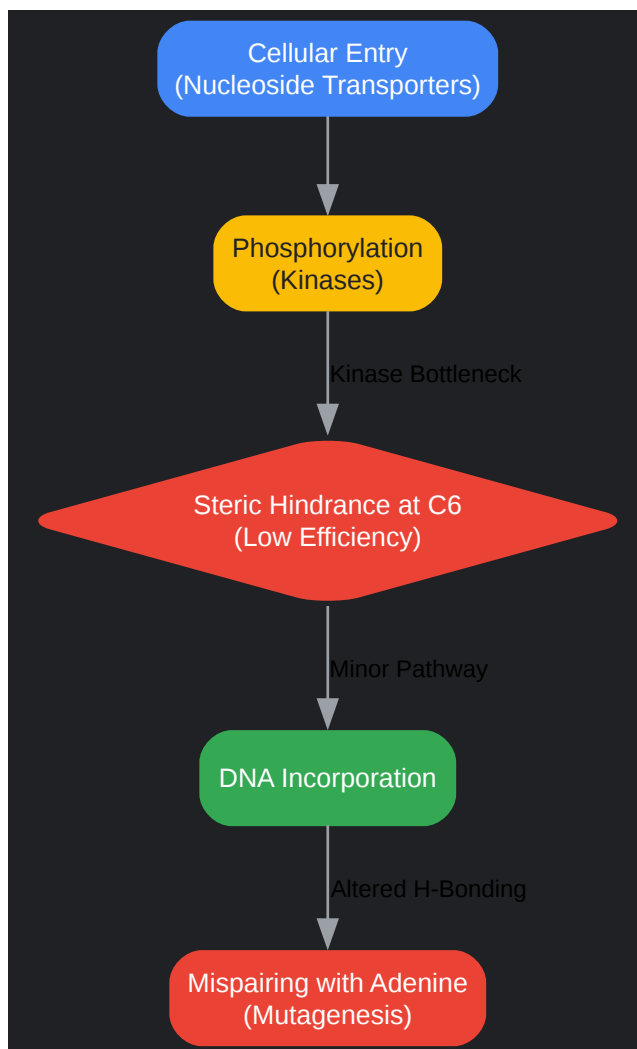 Cellular Entry
(Nucleoside Transporters)
Phosphorylation
(Kinases)
Kinase Bottleneck
Steric Hindrance at C6
(Low Efficiency)
Minor Pathway
DNA Incorporation
Altered H-Bonding
Mispairing with Adenine
(Mutagenesis)